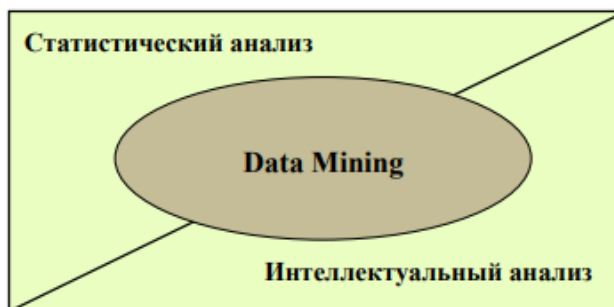 Статистический анализ
Data Mining
Интеллектуальный анализ